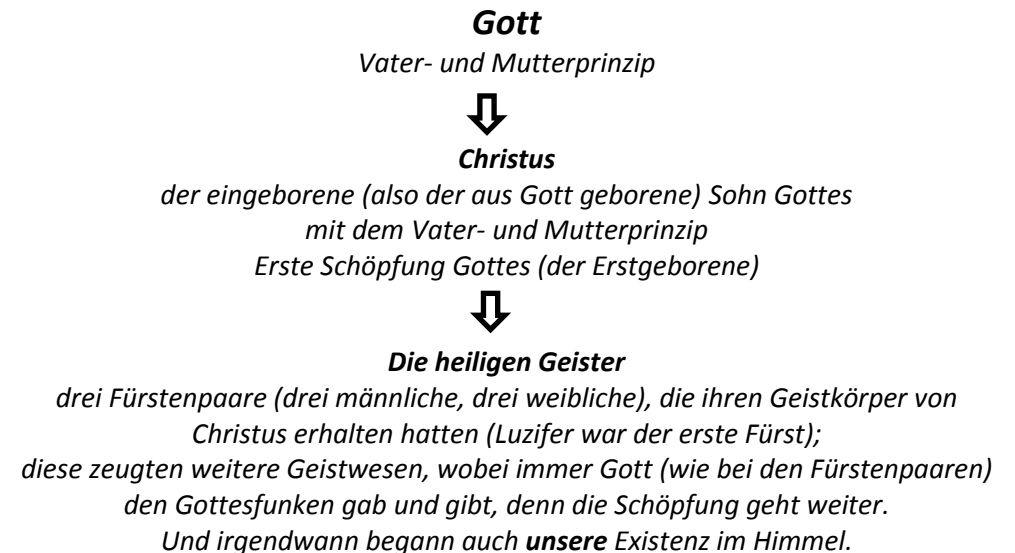 Gott
Vater- und Mutterprinzip
Christus
der eingeborene (also der aus Gott geborene) Sohn Gottes
mit dem Vater- und Mutterprinzip
Erste Schöpfung Gottes (der Erstgeborene)
Die heiligen Geister
drei Fürstenpaare (drei männliche, drei weibliche), die ihren Geistkörper von
Christus erhalten hatten (Luzifer war der erste Fürst);
diese zeugten weitere Geistwesen, wobei immer Gott (wie bei den Fürstenpaaren)
den Gottesfunken gab und gibt, denn die Schöpfung geht weiter.
Und irgendwann begann auch unsere Existenz im Himmel.